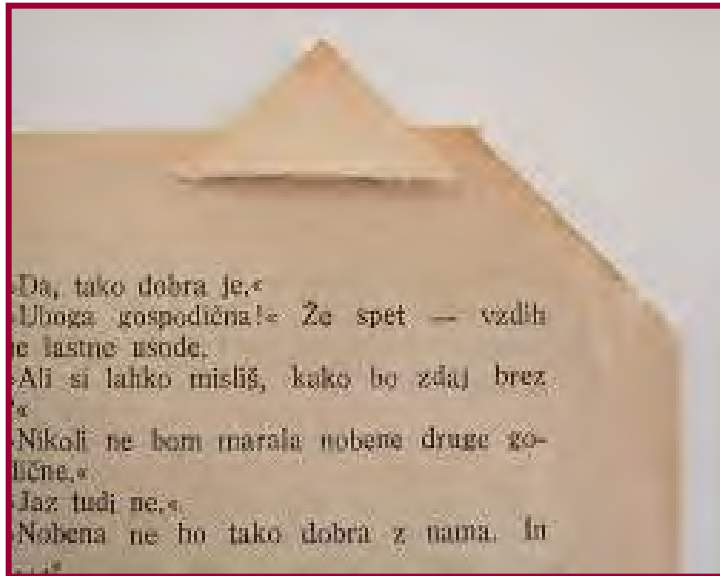 »Da, tako dobra je.«
»Uboga gospodična!« Že spet — vzdih
e lastne usode.
»Ali si lahko misliš, kako bo zdaj brez
«
»Nikoli ne bom marala nobene druge go-
lične.«
»Jaz tudi ne.«
»Nobena ne bo tako dobra z nama. In